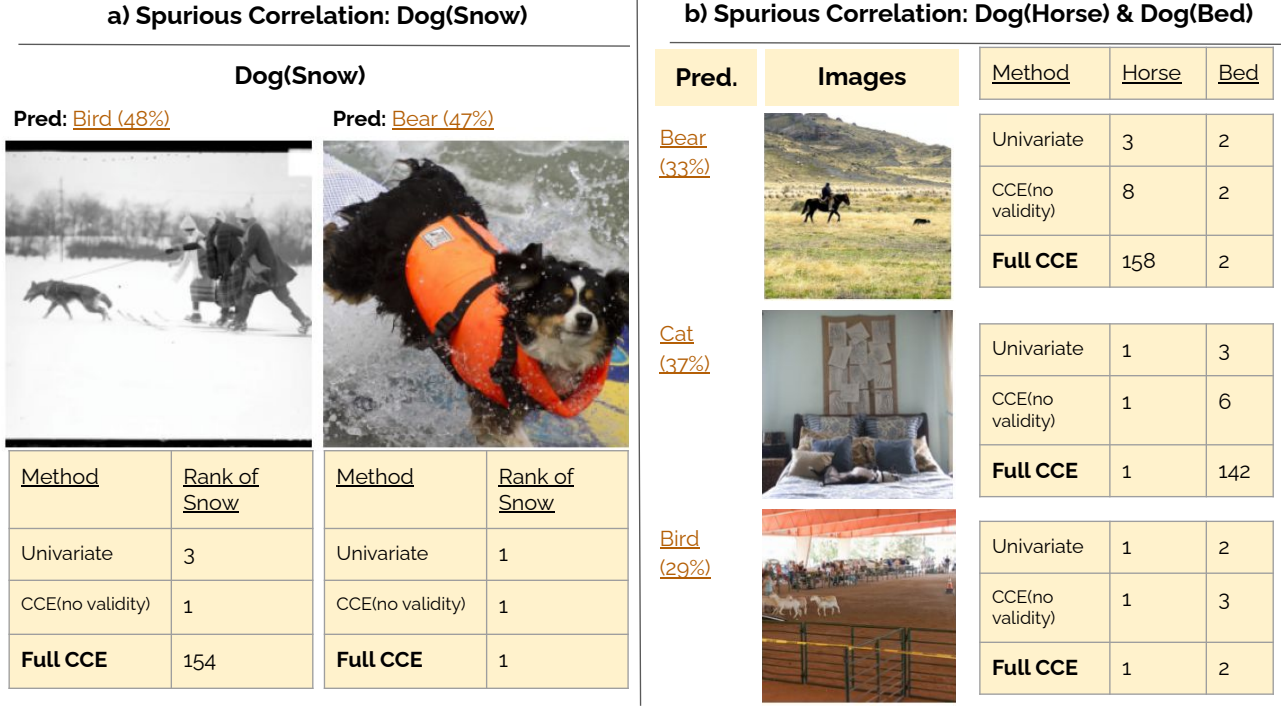 a) Spurious Correlation: Dog(Snow)
Dog(Snow)
Pred: Bird (48%)
Pred: Bear (47%)
Method
Rank of
Snow
Univariate
3
CCE(no validity)
1
Full CCE
154
Method
Rank of
Snow
Univariate
1
CCE(no validity)
1
Full CCE
1
b) Spurious Correlation: Dog(Horse) & Dog(Bed)
Pred.
Images
Method
Horse
Bed
Bear
(33%)
Univariate
3
2
CCE(no
validity)
8
2
Full CCE
158
2
Cat
(37%)
Univariate
1
3
CCE(no
validity)
1
6
Full CCE
1
142
Bird
(29%)
Univariate
1
2
CCE(no
validity)
1
3
Full CCE
1
2